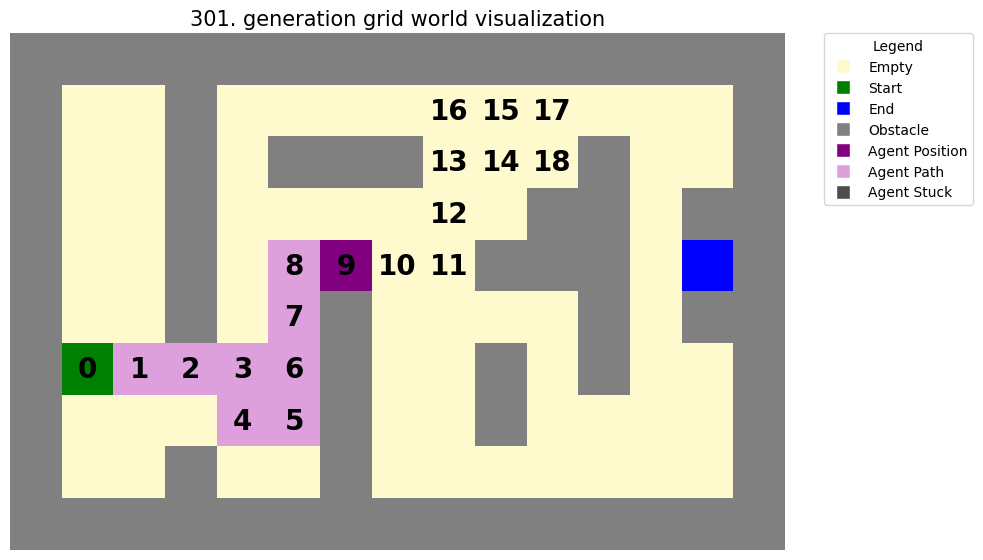 301. generation grid world visualization
Legend
Empty
Start
End
Obstacle
Agent Position
Agent Path
Agent Stuck
16 15 17
13 14 18
12
8 9 10 11
7
0 1 2 3 6
4 5